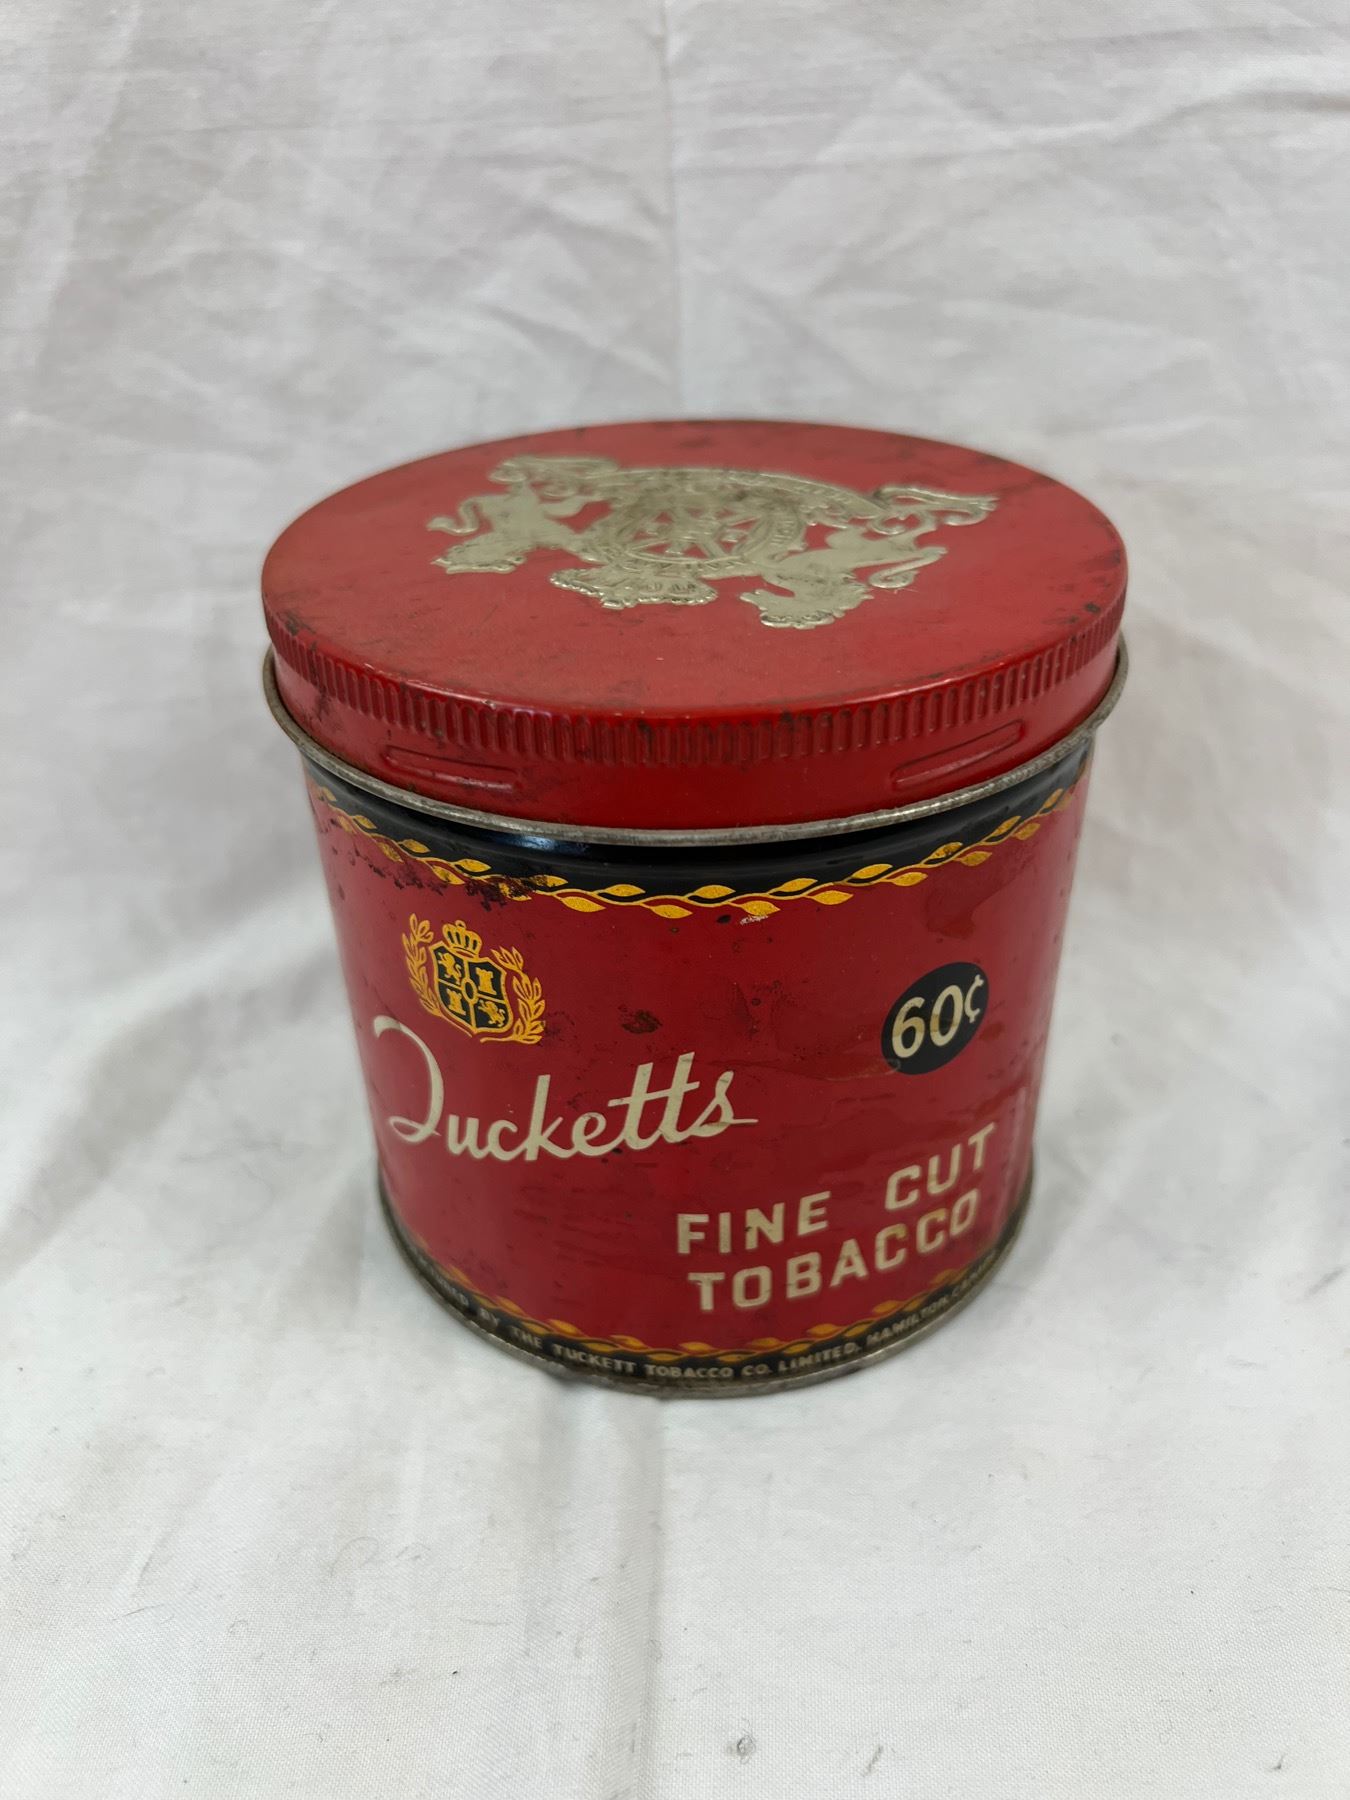 60¢
Tucketts
FINE CUT
TOBACCO
BY THE TUCKETT TOBACCO CO. LIMITED, HAMILTON, CANADA